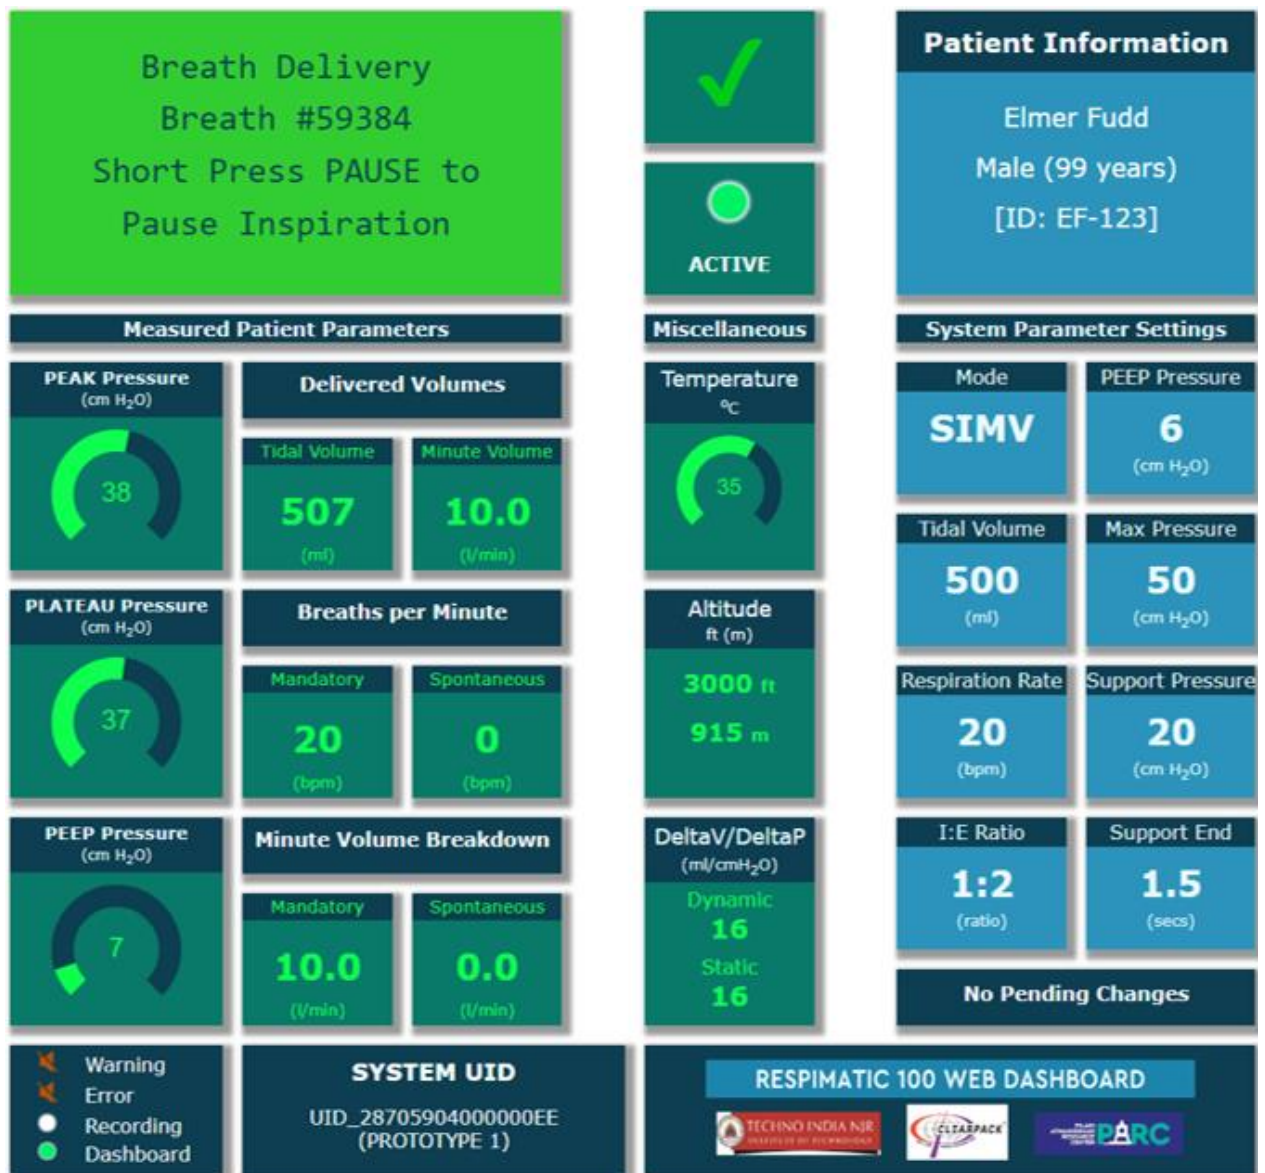 Breath Delivery
Breath #59384
Short Press PAUSE to
Pause Inspiration
ACTIVE
Patient Information
Elmer Fudd
Male (99 years)
[ID: EF-123]
Measured Patient Parameters
PEAK Pressure
(cm H₂O)
38
Delivered Volumes
Tidal Volume
507
(ml)
Minute Volume
10.0
(l/min)
PLATEAU Pressure
(cm H₂O)
37
Breaths per Minute
Mandatory
20
(bpm)
Spontaneous
0
(bpm)
PEEP Pressure
(cm H₂O)
7
Minute Volume Breakdown
Mandatory
10.0
(l/min)
Spontaneous
0.0
(l/min)
Miscellaneous
Temperature
ºC
35
Altitude
ft (m)
3000 ft
915 m
DeltaV/DeltaP
(ml/cmH₂O)
Dynamic
16
Static
16
System Parameter Settings
Mode
SIMV
PEEP Pressure
6
(cm H₂O)
Tidal Volume
500
(ml)
Max Pressure
50
(cm H₂O)
Respiration Rate
20
(bpm)
Support Pressure
20
(cm H₂O)
I:E Ratio
1:2
(ratio)
Support End
1.5
(secs)
No Pending Changes
Warning
Error
Recording
Dashboard
SYSTEM UID
UID_28705904000000EE
(PROTOTYPE 1)
RESPIMATIC 100 WEB DASHBOARD
TECHNO INDIA NJR
INSTITUTE OF TECHNOLOGY
CLEARPACK
PARC